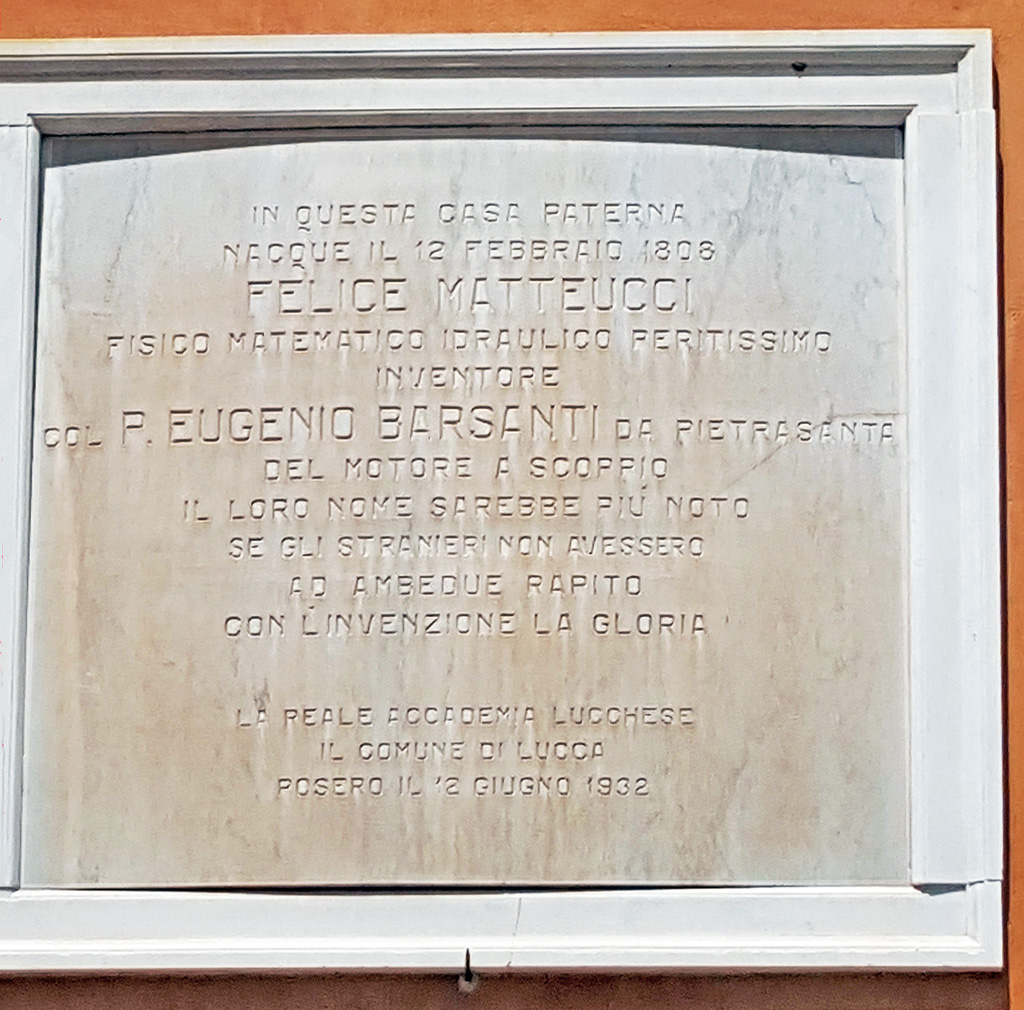 IN QUESTA CASA PATERNA
NACQUE IL 12 FEBBRAIO 1808
FELICE MATTEUCCI
FISICO MATEMATICO IDRAULICO PERITISSIMO
INVENTORE
COL P. EUGENIO BARSANTI DA PIETRASANTA
DEL MOTORE A SCOPPIO
IL LORO NOME SAREBBE PIÚ NOTO
SE GLI STRANIERI NON AVESSERO
AD AMBEDUE RAPITO
CON L'INVENZIONE LA GLORIA
LA REALE ACCADEMIA LUCCHESE
IL COMUNE DI LUCCA
POSERO IL 12 GIUGNO 1932